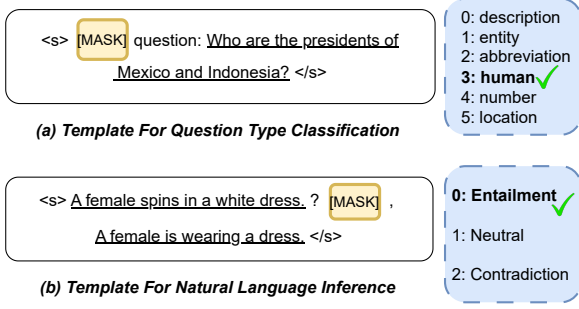 <s> [MASK] question: Who are the presidents of
Mexico and Indonesia? </s>
0: description
1: entity
2: abbreviation
3: human
4: number
5: location
(a) Template For Question Type Classification
<s> A female spins in a white dress. ? [MASK] ,
A female is wearing a dress. </s>
0: Entailment
1: Neutral
2: Contradiction
(b) Template For Natural Language Inference